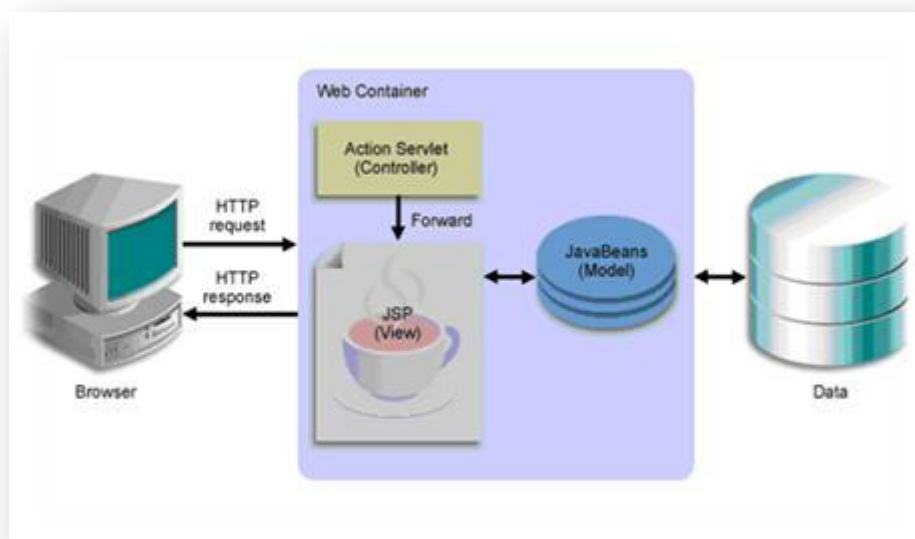 Web Container
Action Servlet
(Controller)
HTTP
request
Forward
JavaBeans
(Model)
HTTP
response
JSP
(View)
Browser
Data